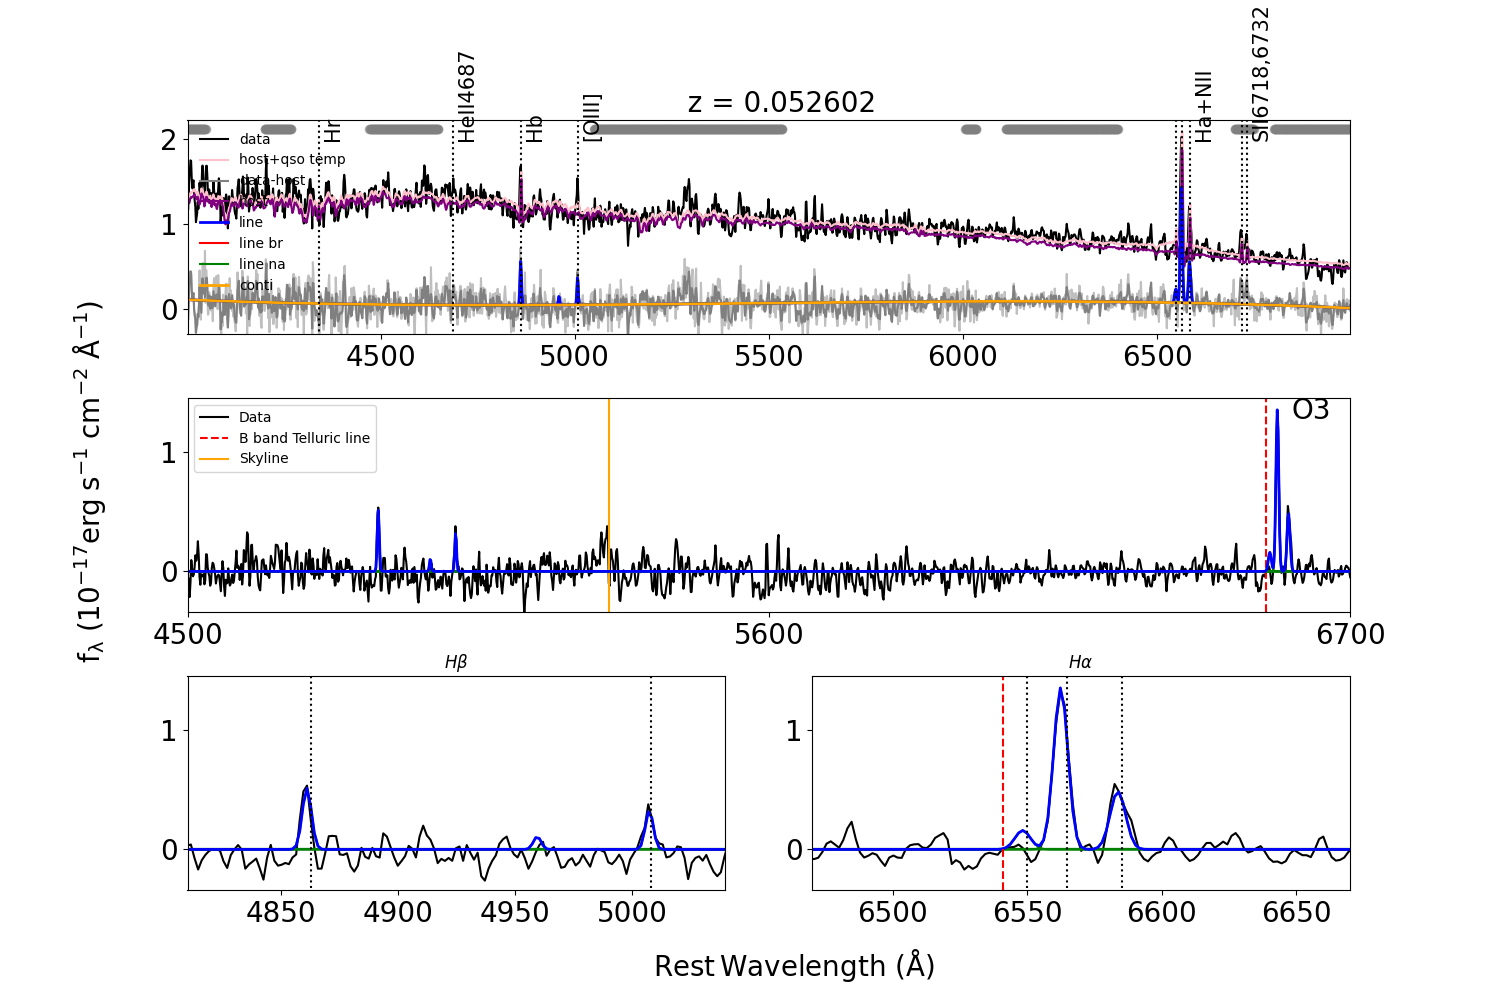 z = 0.052602
Hr
HeII4687
Hb
[OIII]
Ha+NII
SII6718,6732
data
host+qso temp
data-host
line
line br
line na
conti
2
1
0
4500 5000 5500 6000 6500
fλ (10−17erg s−1 cm−2 Å−1)
Data
B band Telluric line
Skyline
O3
1
0
4500 5600 6700
Hβ
1
0
4850 4900 4950 5000
Hα
1
0
6500 6550 6600 6650
Rest Wavelength (Å)